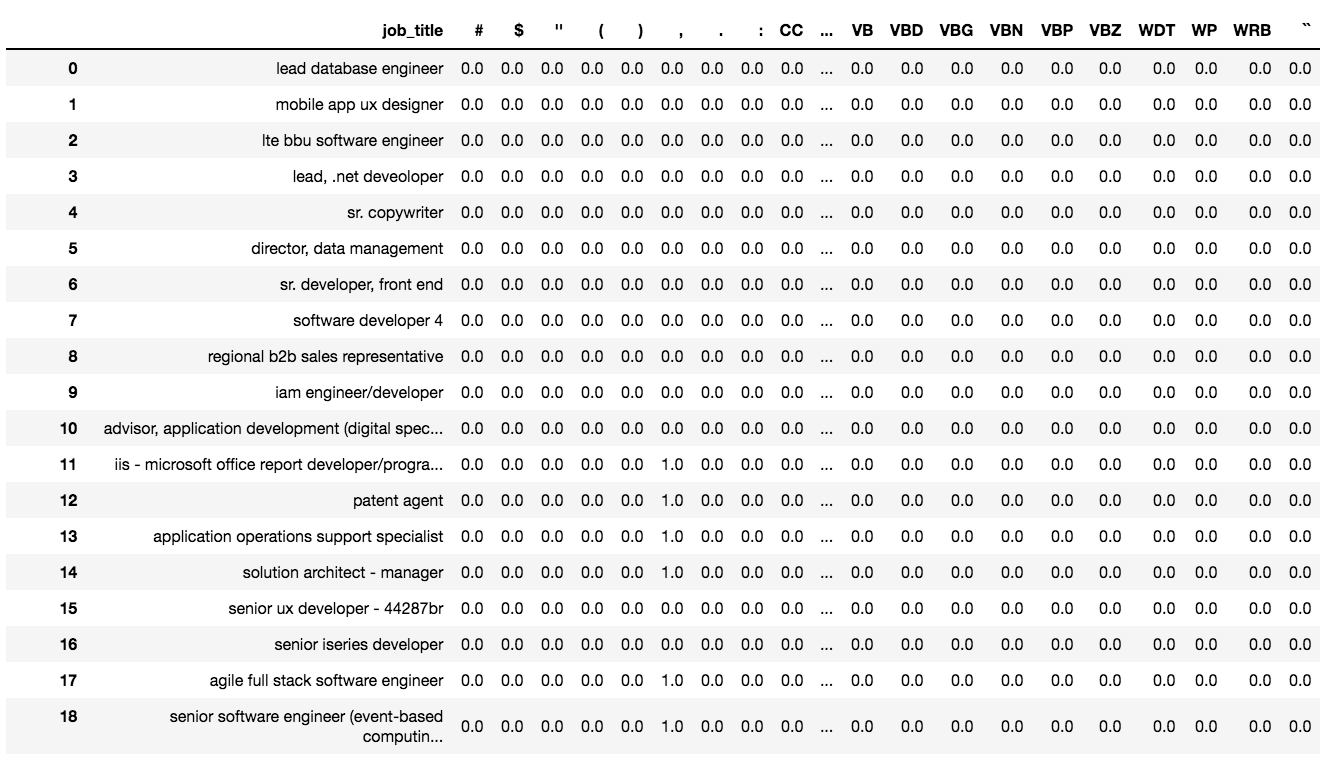 job_title # $ '' ( ) , . : CC ... VB VBD VBG VBN VBP VBZ WDT WP WRB ``
0 lead database engineer 0.0 0.0 0.0 0.0 0.0 0.0 0.0 0.0 0.0 ... 0.0 0.0 0.0 0.0 0.0 0.0 0.0 0.0 0.0 0.0
1 mobile app ux designer 0.0 0.0 0.0 0.0 0.0 0.0 0.0 0.0 0.0 ... 0.0 0.0 0.0 0.0 0.0 0.0 0.0 0.0 0.0 0.0
2 lte bbu software engineer 0.0 0.0 0.0 0.0 0.0 0.0 0.0 0.0 0.0 ... 0.0 0.0 0.0 0.0 0.0 0.0 0.0 0.0 0.0 0.0
3 lead, .net deveoloper 0.0 0.0 0.0 0.0 0.0 0.0 0.0 0.0 0.0 ... 0.0 0.0 0.0 0.0 0.0 0.0 0.0 0.0 0.0 0.0
4 sr. copywriter 0.0 0.0 0.0 0.0 0.0 0.0 0.0 0.0 0.0 ... 0.0 0.0 0.0 0.0 0.0 0.0 0.0 0.0 0.0 0.0
5 director, data management 0.0 0.0 0.0 0.0 0.0 0.0 0.0 0.0 0.0 ... 0.0 0.0 0.0 0.0 0.0 0.0 0.0 0.0 0.0 0.0
6 sr. developer, front end 0.0 0.0 0.0 0.0 0.0 0.0 0.0 0.0 0.0 ... 0.0 0.0 0.0 0.0 0.0 0.0 0.0 0.0 0.0 0.0
7 software developer 4 0.0 0.0 0.0 0.0 0.0 0.0 0.0 0.0 0.0 ... 0.0 0.0 0.0 0.0 0.0 0.0 0.0 0.0 0.0 0.0
8 regional b2b sales representative 0.0 0.0 0.0 0.0 0.0 0.0 0.0 0.0 0.0 ... 0.0 0.0 0.0 0.0 0.0 0.0 0.0 0.0 0.0 0.0
9 iam engineer/developer 0.0 0.0 0.0 0.0 0.0 0.0 0.0 0.0 0.0 ... 0.0 0.0 0.0 0.0 0.0 0.0 0.0 0.0 0.0 0.0
10 advisor, application development (digital spec... 0.0 0.0 0.0 0.0 0.0 0.0 0.0 0.0 0.0 ... 0.0 0.0 0.0 0.0 0.0 0.0 0.0 0.0 0.0 0.0
11 iis - microsoft office report developer/progra... 0.0 0.0 0.0 0.0 0.0 1.0 0.0 0.0 0.0 ... 0.0 0.0 0.0 0.0 0.0 0.0 0.0 0.0 0.0 0.0
12 patent agent 0.0 0.0 0.0 0.0 0.0 1.0 0.0 0.0 0.0 ... 0.0 0.0 0.0 0.0 0.0 0.0 0.0 0.0 0.0 0.0
13 application operations support specialist 0.0 0.0 0.0 0.0 0.0 1.0 0.0 0.0 0.0 ... 0.0 0.0 0.0 0.0 0.0 0.0 0.0 0.0 0.0 0.0
14 solution architect - manager 0.0 0.0 0.0 0.0 0.0 1.0 0.0 0.0 0.0 ... 0.0 0.0 0.0 0.0 0.0 0.0 0.0 0.0 0.0 0.0
15 senior ux developer - 44287br 0.0 0.0 0.0 0.0 0.0 0.0 0.0 0.0 0.0 ... 0.0 0.0 0.0 0.0 0.0 0.0 0.0 0.0 0.0 0.0
16 senior iseries developer 0.0 0.0 0.0 0.0 0.0 0.0 0.0 0.0 0.0 ... 0.0 0.0 0.0 0.0 0.0 0.0 0.0 0.0 0.0 0.0
17 agile full stack software engineer 0.0 0.0 0.0 0.0 0.0 1.0 0.0 0.0 0.0 ... 0.0 0.0 0.0 0.0 0.0 0.0 0.0 0.0 0.0 0.0
18 senior software engineer (event-based
computin... 0.0 0.0 0.0 0.0 0.0 1.0 0.0 0.0 0.0 ... 0.0 0.0 0.0 0.0 0.0 0.0 0.0 0.0 0.0 0.0